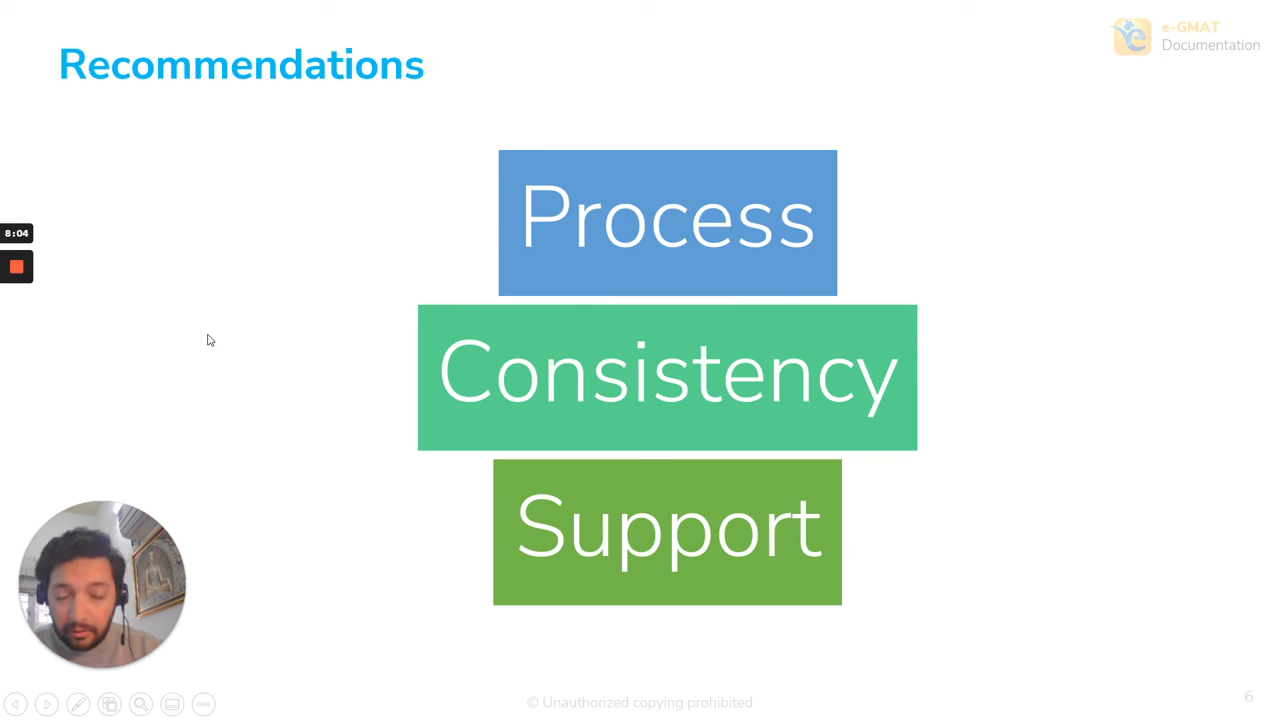 Recommendations
e-GMAT
Documentation
Process
8:04
Consistency
Support
© Unauthorized copying prohibited
6